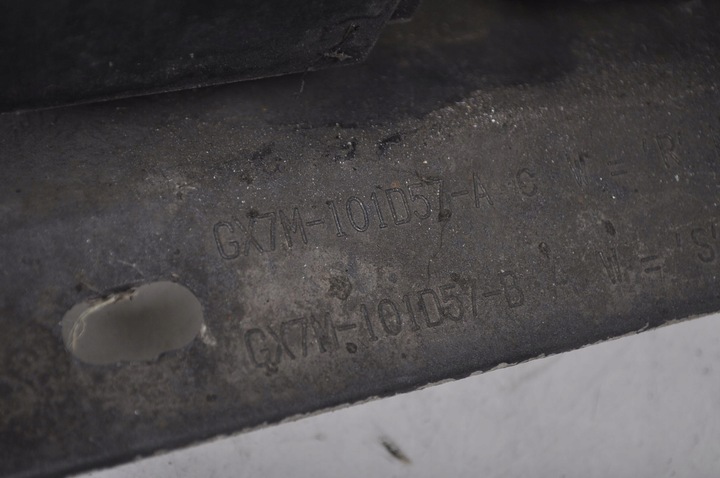 GX7M-101D57-A C W = 'R'
GX7M-101D57-B W = 'S